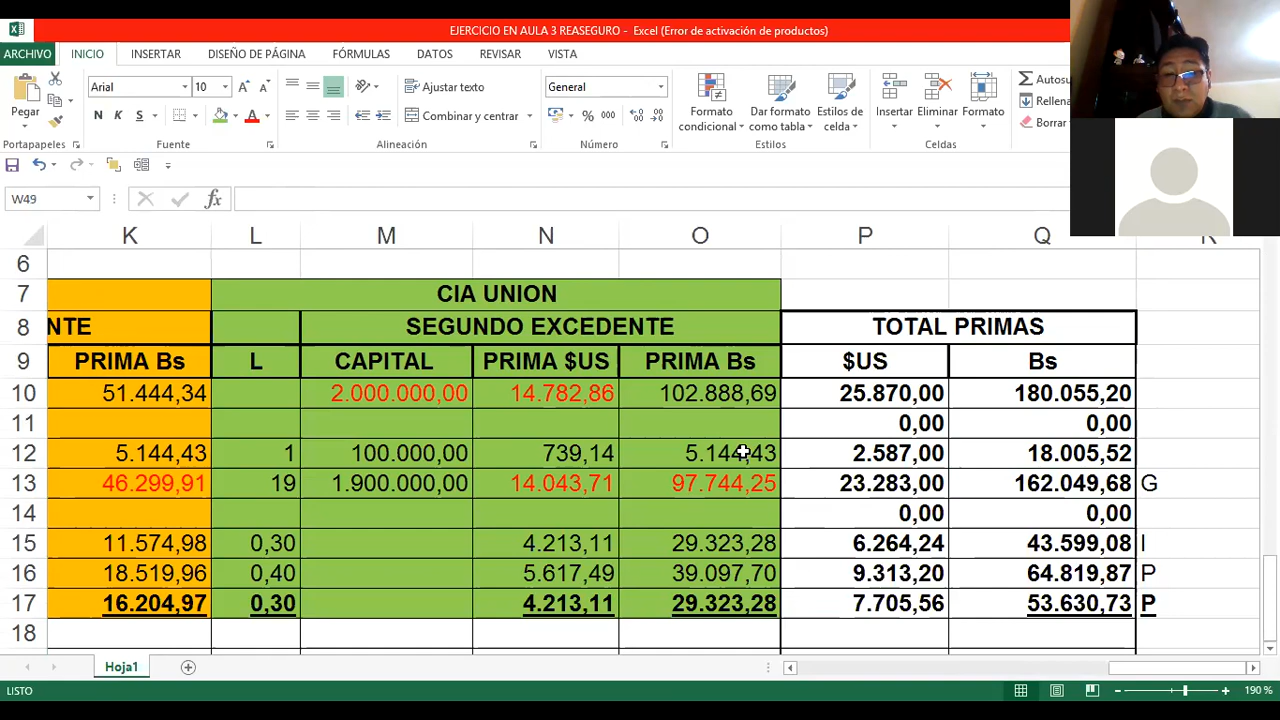 EJERCICIO EN AULA 3 REASEGURO - Excel (Error de activación de productos)
ARCHIVO INICIO INSERTAR DISEÑO DE PÁGINA FÓRMULAS DATOS REVISAR VISTA
Pegar
Portapapeles
Arial 10
N K S
Fuente
Ajustar texto
Combinar y centrar
Alineación
General
% 000
Número
Formato condicional
Dar formato como tabla
Estilos de celda
Estilos
Insertar Eliminar Formato
Celdas
Autosu
Rellena
Borrar
W49
fx
K L M N O P Q
6
7 CIA UNION
8 NTE SEGUNDO EXCEDENTE TOTAL PRIMAS
9 PRIMA Bs L CAPITAL PRIMA $US PRIMA Bs $US Bs
10 51.444,34 2.000.000,00 14.782,86 102.888,69 25.870,00 180.055,20
11 0,00 0,00
12 5.144,43 1 100.000,00 739,14 5.144,43 2.587,00 18.005,52
13 46.299,91 19 1.900.000,00 14.043,71 97.744,25 23.283,00 162.049,68 G
14 0,00 0,00
15 11.574,98 0,30 4.213,11 29.323,28 6.264,24 43.599,08 I
16 18.519,96 0,40 5.617,49 39.097,70 9.313,20 64.819,87 P
17 16.204,97 0,30 4.213,11 29.323,28 7.705,56 53.630,73 P
18
Hoja1
LISTO
190 %